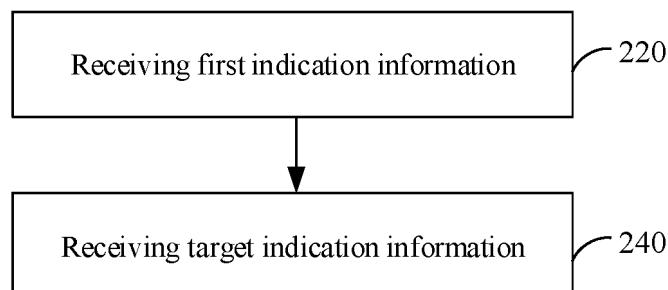 Receiving first indication information 220
Receiving target indication information 240